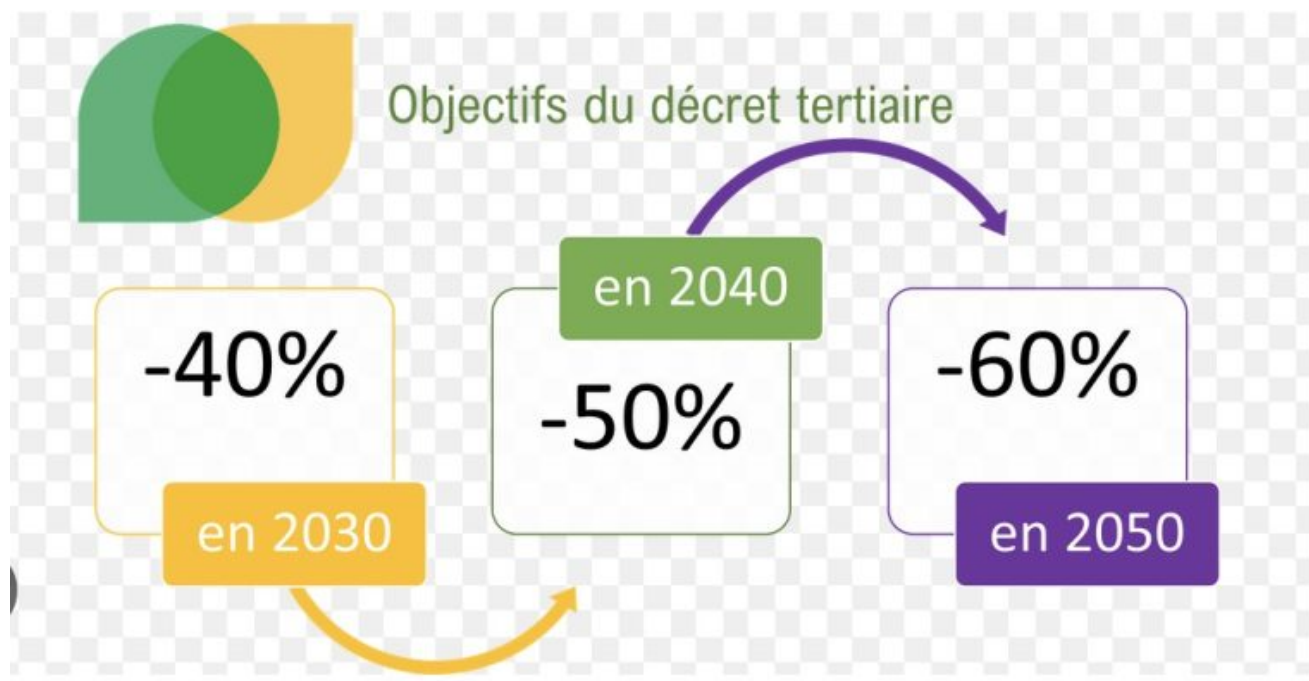 Objectifs du décret tertiaire
-40%
en 2030
en 2040
-50%
-60%
en 2050